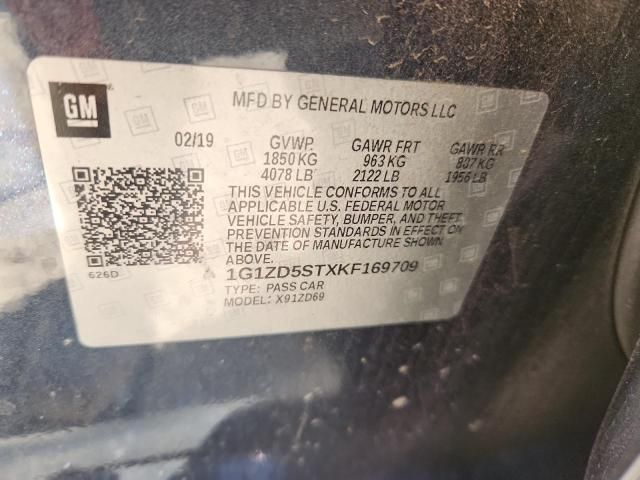 GM
MFD BY GENERAL MOTORS LLC
02/19 GVWP GAWR FRT GAWR RR
1850 KG 963 KG 887 KG
4078 LB 2122 LB 1956 LB
THIS VEHICLE CONFORMS TO ALL
APPLICABLE U.S. FEDERAL MOTOR
VEHICLE SAFETY, BUMPER, AND THEFT
PREVENTION STANDARDS IN EFFECT ON
THE DATE OF MANUFACTURE SHOWN
ABOVE.
626D
1G1ZD5STXKF169709
TYPE: PASS CAR
MODEL: X91ZD69